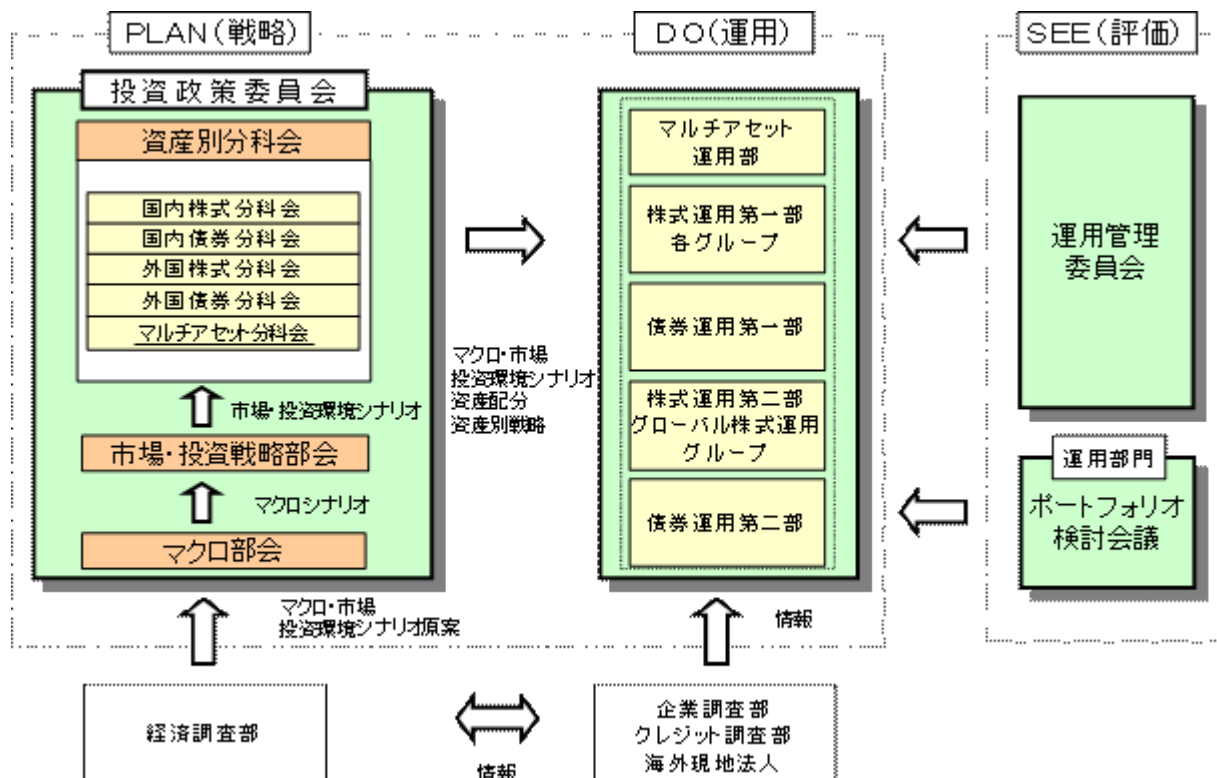 PLAN(戦略)
投資政策委員会
資産別分科会
国内株式分科会
国内債券分科会
外国株式分科会
外国債券分科会
マルチアセット分科会
市場・投資環境シナリオ
市場・投資戦略部会
マクロシナリオ
マクロ部会
マクロ・市場
投資環境シナリオ原案
経済調査部
マクロ・市場
投資環境シナリオ
資産配分
資産別戦略
DO(運用)
マルチアセット
運用部
株式運用第一部
各グループ
債券運用第一部
株式運用第二部
グローバル株式運用
グループ
債券運用第二部
情報
企業調査部
クレジット調査部
海外現地法人
情報
SEE(評価)
運用管理
委員会
運用部門
ポートフォリオ
検討会議